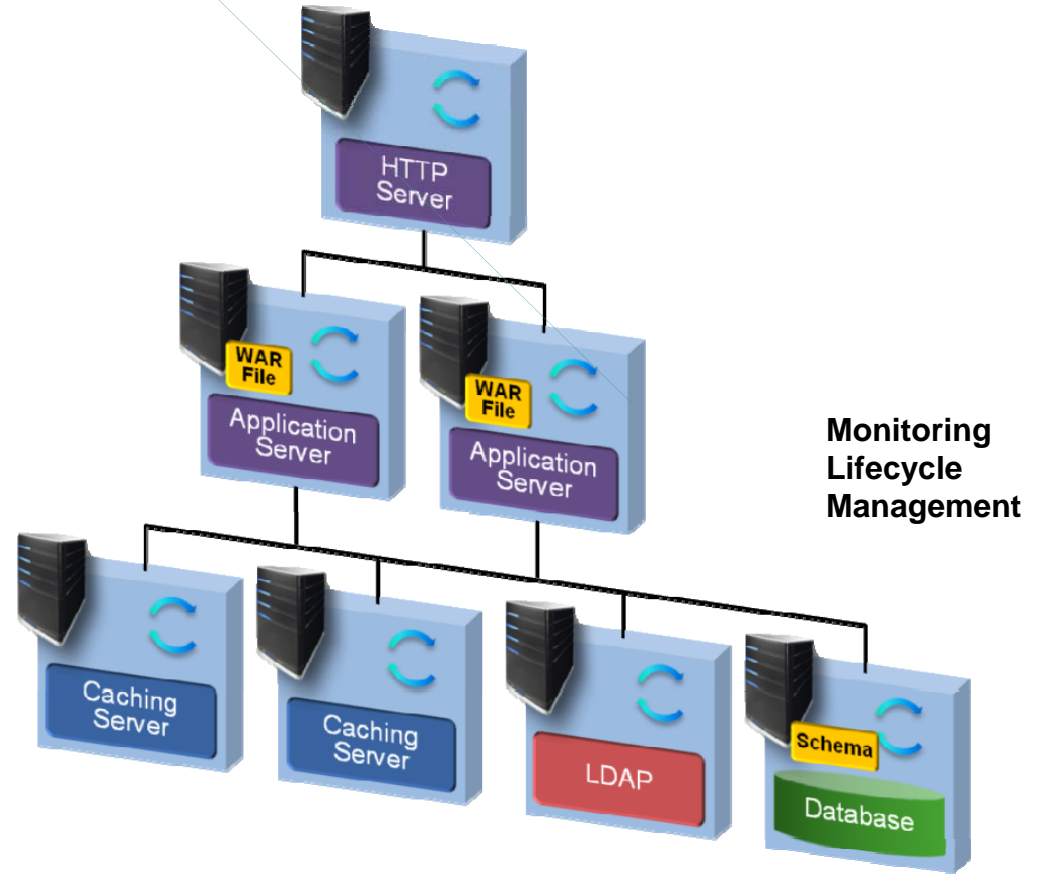 HTTP
Server
WAR
File
Application
Server
WAR
File
Application
Server
Monitoring
Lifecycle
Management
Caching
Server
Caching
Server
LDAP
Schema
Database